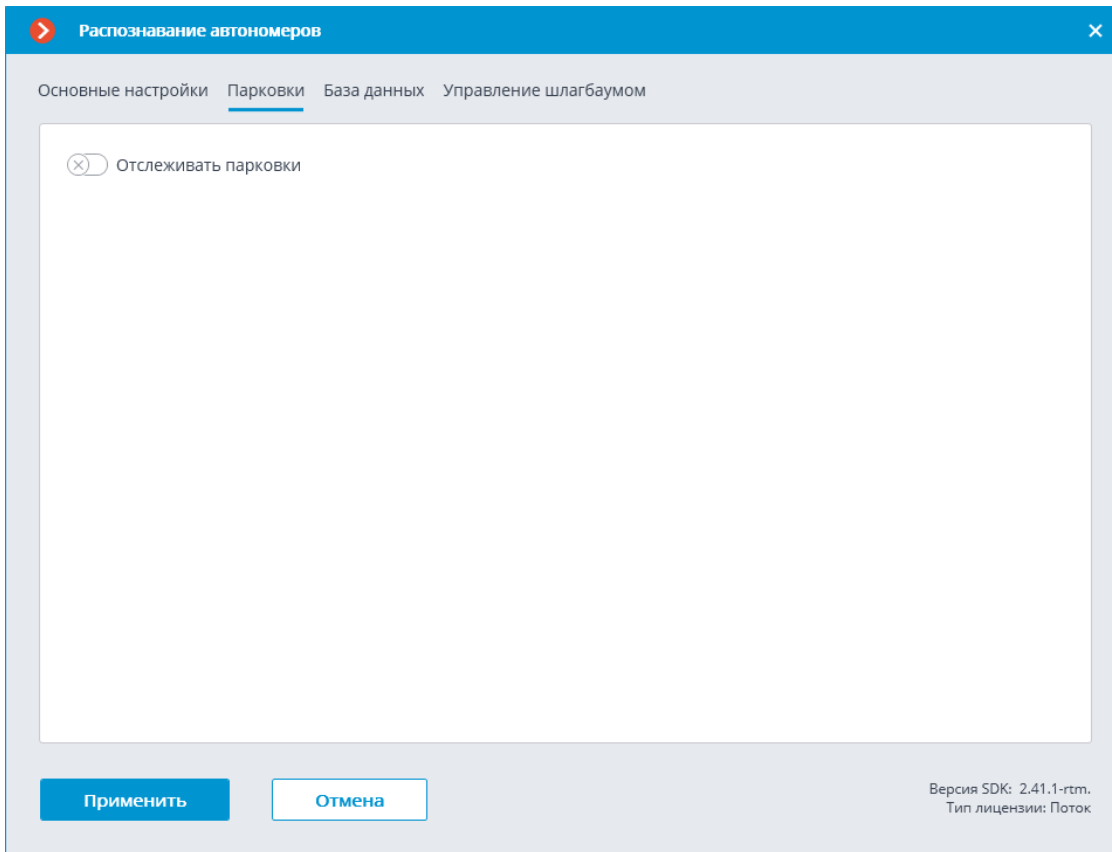 Распознавание автономеров
Основные настройки Парковки База данных Управление шлагбаумом
Отслеживать парковки
Применить Отмена
Версия SDK: 2.41.1-rtm.
Тип лицензии: Поток